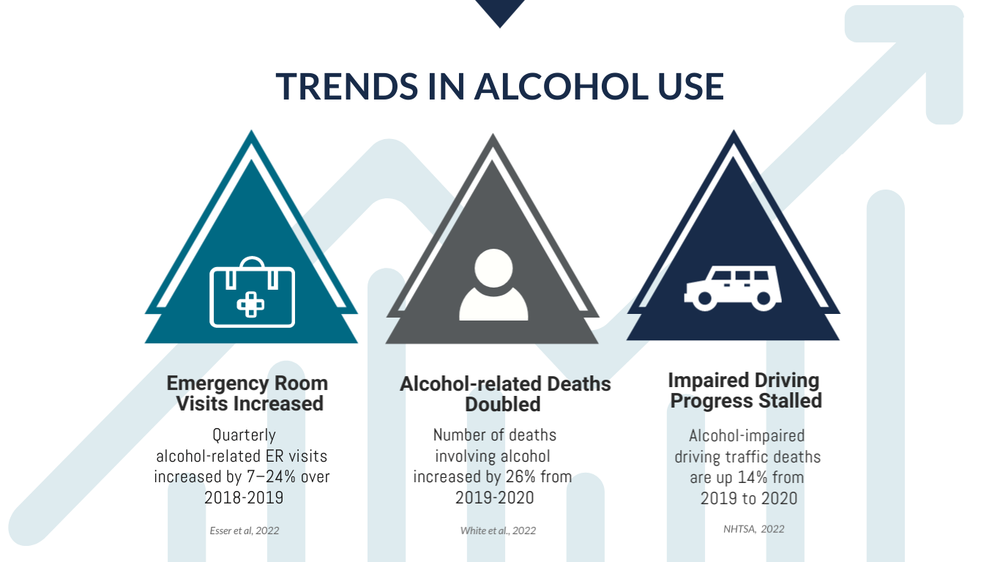 TRENDS IN ALCOHOL USE
Emergency Room
Visits Increased
Quarterly
alcohol-related ER visits
increased by 7–24% over
2018-2019
Esser et al, 2022
Alcohol-related Deaths
Doubled
Number of deaths
involving alcohol
increased by 26% from
2019-2020
White et al., 2022
Impaired Driving
Progress Stalled
Alcohol-impaired
driving traffic deaths
are up 14% from
2019 to 2020
NHTSA, 2022